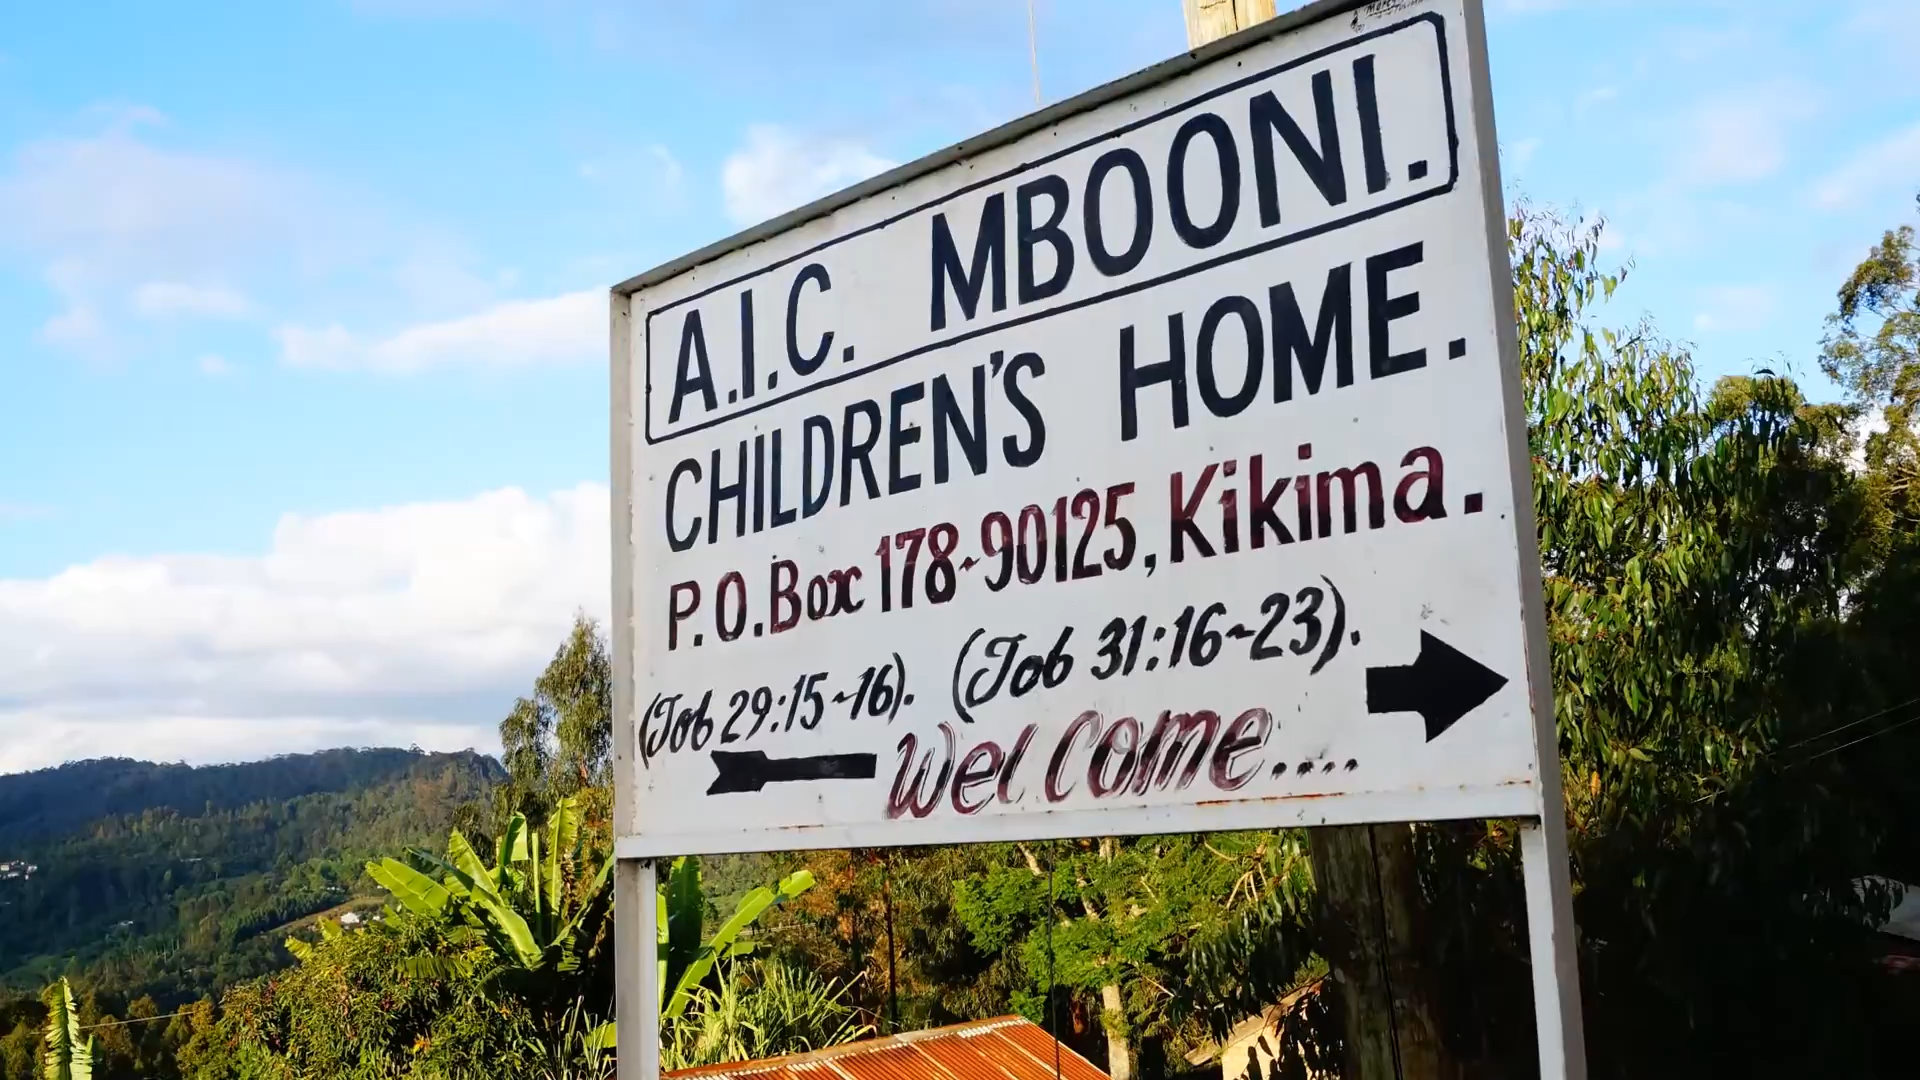 A.I.C. MBOONI.
CHILDREN'S HOME.
P.O.Box 178-90125, Kikima.
(Job 29:15-16). (Job 31:16-23).
Wel Come....